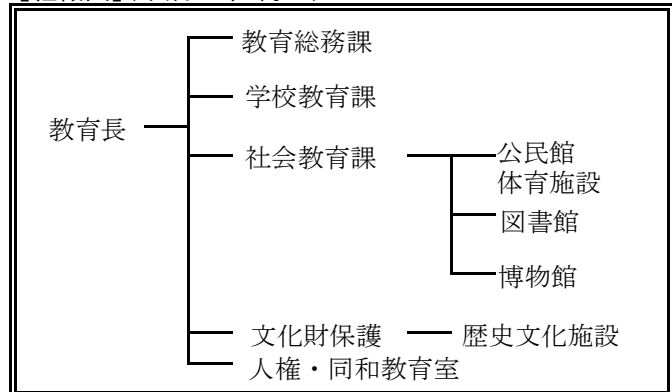 教育総務課
学校教育課
教育長
社会教育課
公民館
体育施設
図書館
博物館
文化財保護
歴史文化施設
人権・同和教育室